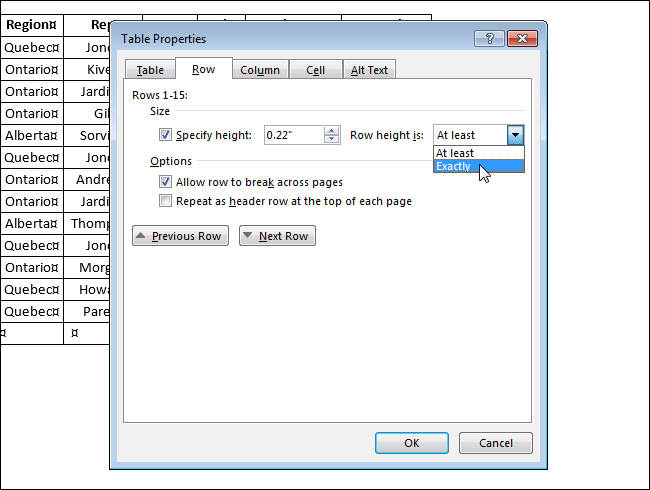 Region¤ Rep
Table Properties
?
Quebec¤ Jon
Ontario¤ Kive
Table Row Column Cell Alt Text
Ontario¤ Jardi
Rows 1-15:
Ontario¤ Gil
Size
Alberta¤ Sorvi
Specify height: 0.22" Row height is: At least
At least
Quebec¤ Jon
Options
Exactly
Ontario¤ Andre
Allow row to break across pages
Ontario¤ Jardi
Repeat as header row at the top of each page
Alberta¤ Thomp
Quebec¤ Jon
Previous Row Next Row
Ontario¤ Morg
Quebec¤ Howa
Quebec¤ Pare
¤ ¤
OK Cancel